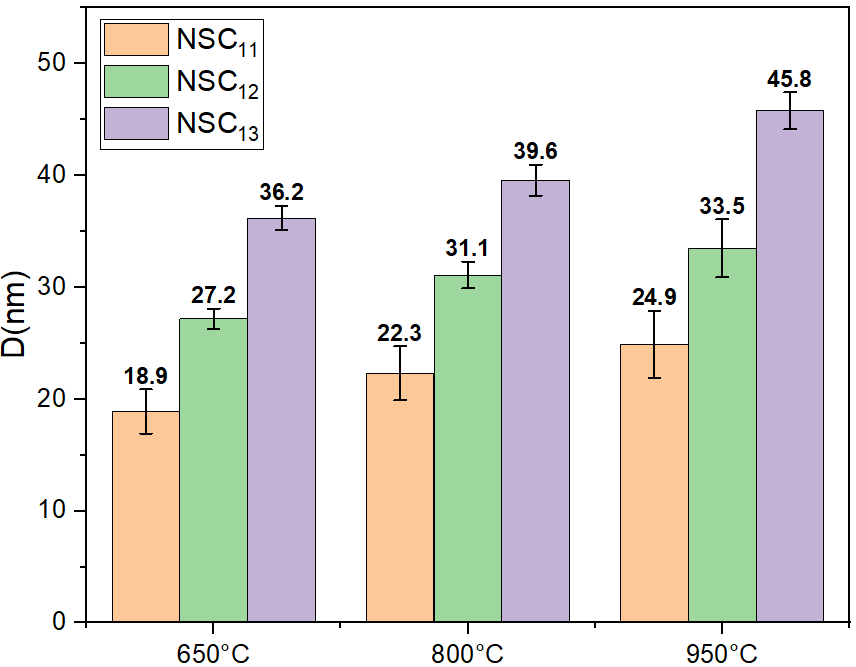 NSC₁₁
NSC₁₂
NSC₁₃
D(nm)
50
40
30
20
10
0
18.9
27.2
36.2
22.3
31.1
39.6
24.9
33.5
45.8
650°C
800°C
950°C